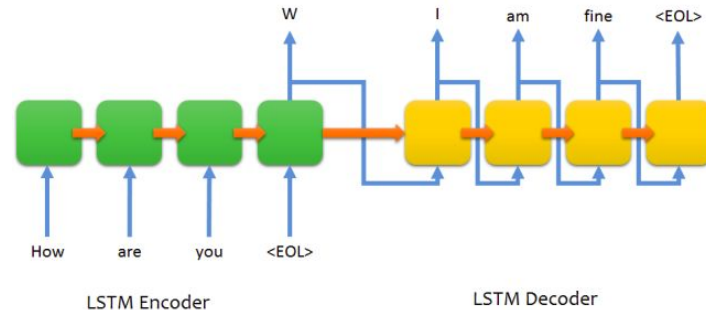 W I am fine <EOL>
How are you <EOL>
LSTM Encoder LSTM Decoder